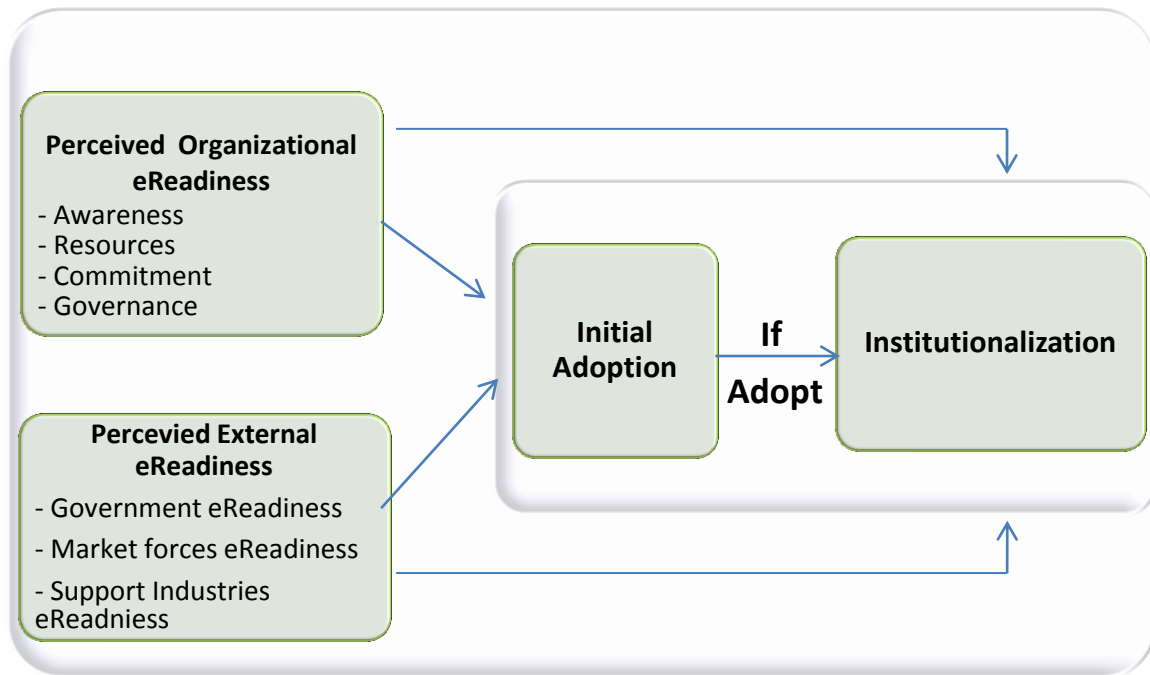 Perceived Organizational
eReadiness
- Awareness
- Resources
- Commitment
- Governance
Percevied External
eReadiness
- Government eReadiness
- Market forces eReadiness
- Support Industries
eReadniess
Initial
Adoption
If
Adopt
Institutionalization